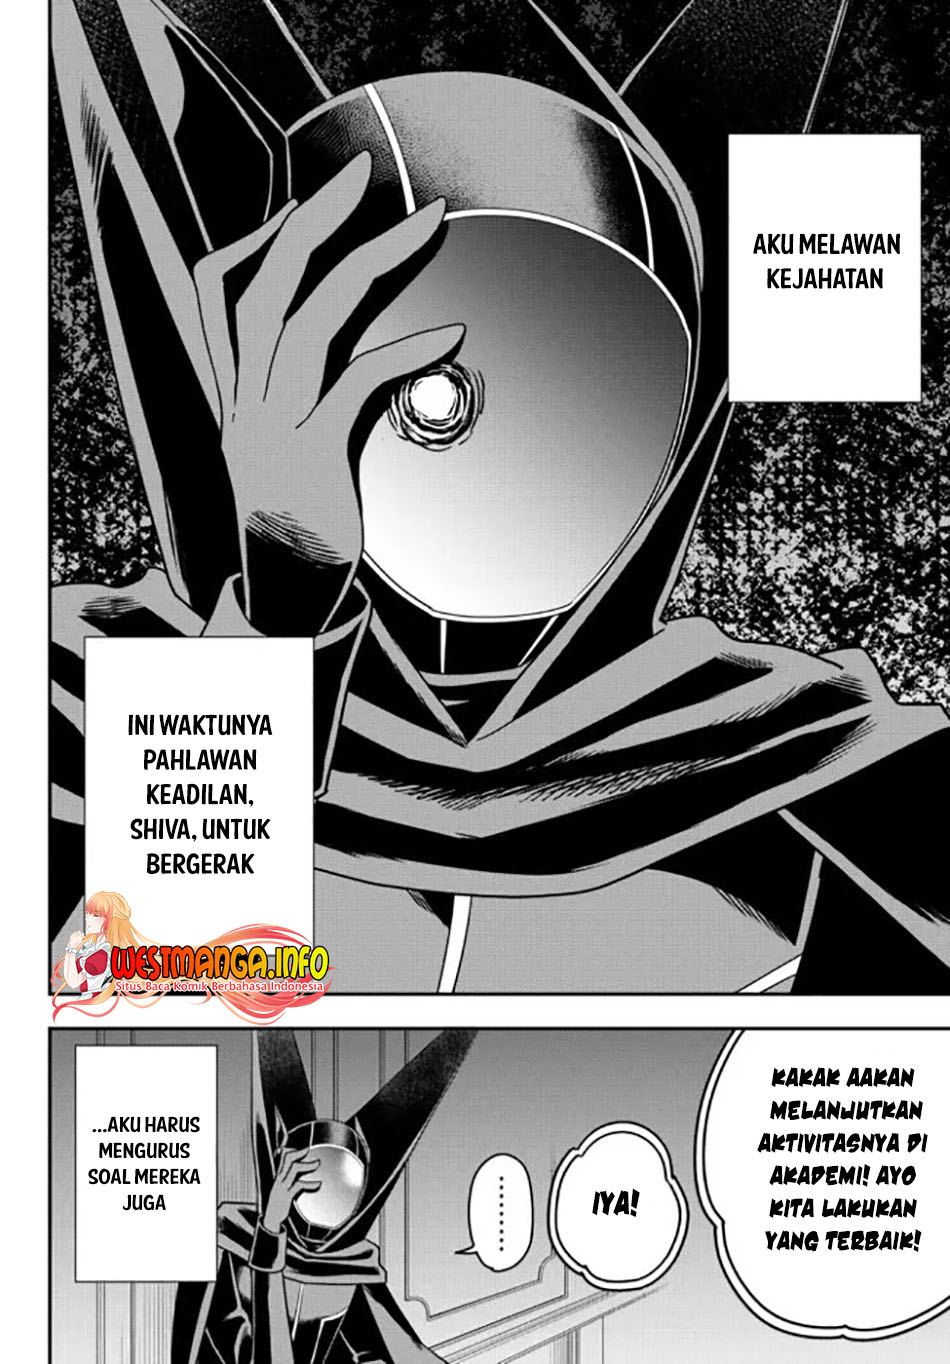 AKU MELAWAN
KEJAHATAN
INI WAKTUNYA
PAHLAWAN
KEADILAN,
SHIVA, UNTUK
BERGERAK
WESTMANGA.INFO
SITUS BACA KOMIK BERBAHASA INDONESIA
KAKAK AAKAN
MELANJUTKAN
AKTIVITASNYA DI
AKADEMI! AYO
KITA LAKUKAN
YANG TERBAIK!
IYA!
.........
...AKU HARUS
MENGURUS
SOAL MEREKA
JUGA